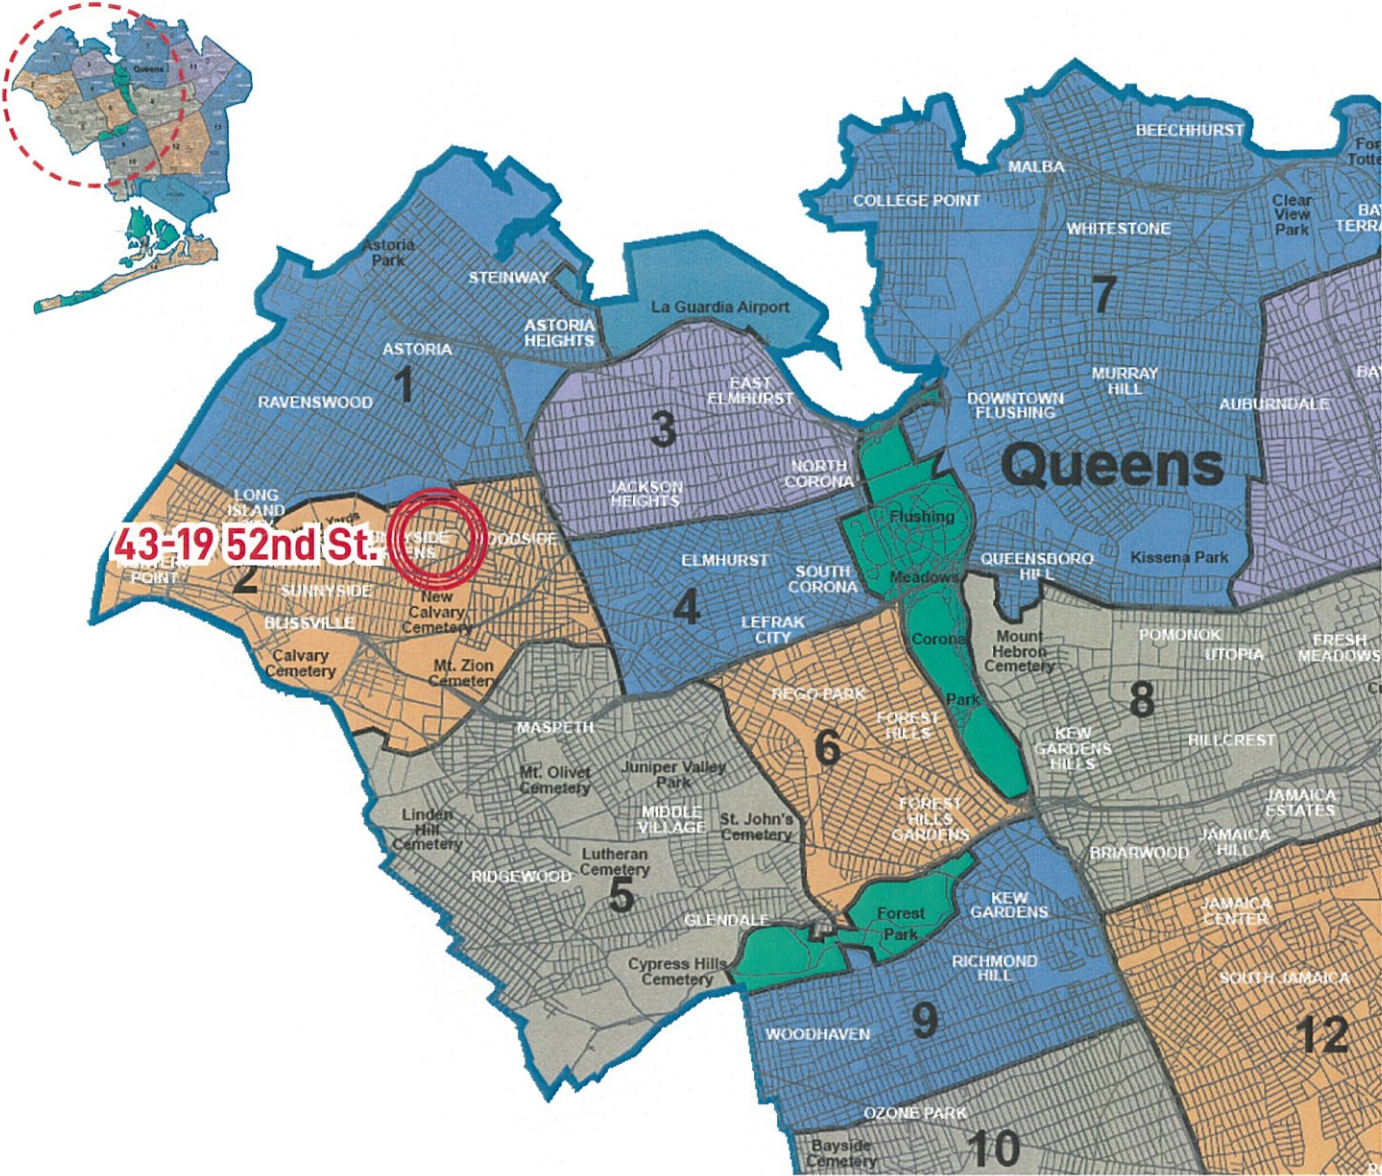 Queens
BEECHHURST
MALBA
COLLEGE POINT
Clear
View
Park
WHITESTONE
Astoria
Park
STEINWAY
7
La Guardia Airport
ASTORIA
HEIGHTS
ASTORIA
1
RAVENSWOOD
EAST
ELMHURST
3
MURRAY
HILL
DOWNTOWN
FLUSHING
AUBURNDALE
Queens
NORTH
CORONA
JACKSON
HEIGHTS
LONG
ISLAND
Flushing
43-19 52nd St.
POINT
2
SUNNYSIDE
ELMHURST
SOUTH
CORONA
Meadows
QUEENSBORO
HILL
Kissena Park
New
Calvary
Cemetery
4
LEFRAK
CITY
BLISSVILLE
Calvary
Cemetery
Mt. Zion
Cemetery
Corona
Mount
Hebron
Cemetery
POMONOK
UTOPIA
FRESH
MEADOWS
REGO PARK
Park
8
FOREST
HILLS
MASPETH
6
KEW
GARDENS
HILLS
HILLCREST
Mt. Olivet
Cemetery
Juniper Valley
Park
MIDDLE
VILLAGE
St. John's
Cemetery
FOREST
HILLS
GARDENS
JAMAICA
ESTATES
Linden
Hill
Cemetery
JAMAICA
HILL
BRIARWOOD
Lutheran
Cemetery
RIDGEWOOD
5
GLENDALE
Forest
Park
KEW
GARDENS
JAMAICA
CENTER
Cypress Hills
Cemetery
RICHMOND
HILL
SOUTH JAMAICA
9
WOODHAVEN
12
OZONE PARK
10
Bayside
Cemetery